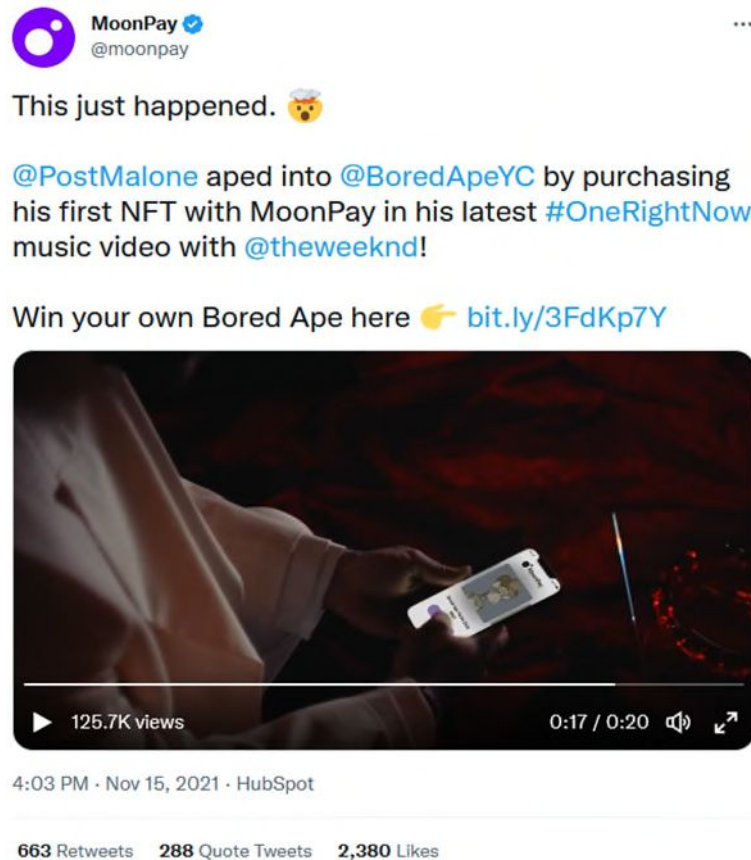 MoonPay
@moonpay
This just happened. 🤯
@PostMalone aped into @BoredApeYC by purchasing
his first NFT with MoonPay in his latest #OneRightNow
music video with @theweeknd!
Win your own Bored Ape here 👉 bit.ly/3FdKp7Y
MoonPay
125.7K views
0:17 / 0:20
4:03 PM · Nov 15, 2021 · HubSpot
663 Retweets 288 Quote Tweets 2,380 Likes